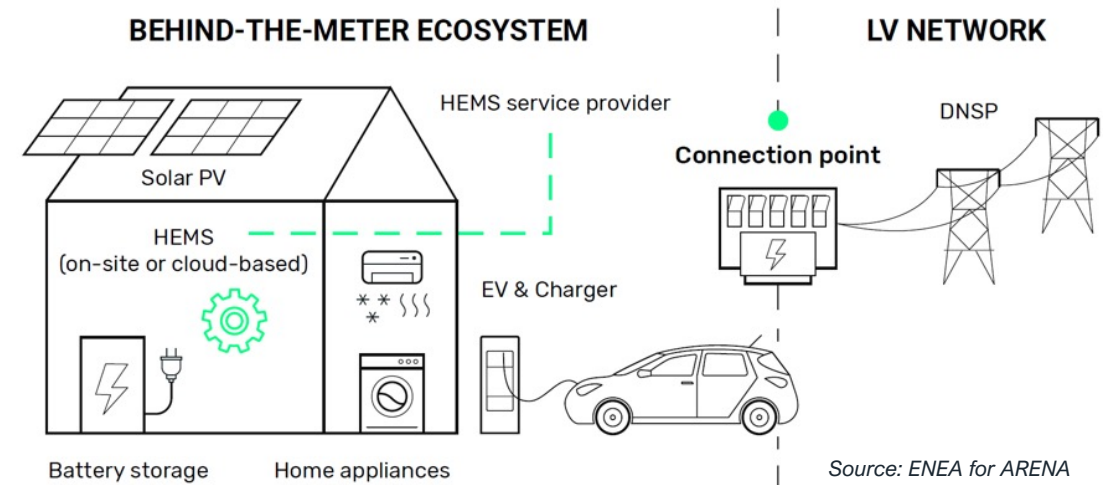 BEHIND-THE-METER ECOSYSTEM
LV NETWORK
HEMS service provider
DNSP
Connection point
Solar PV
HEMS
(on-site or cloud-based)
EV & Charger
Battery storage
Home appliances
Source: ENEA for ARENA